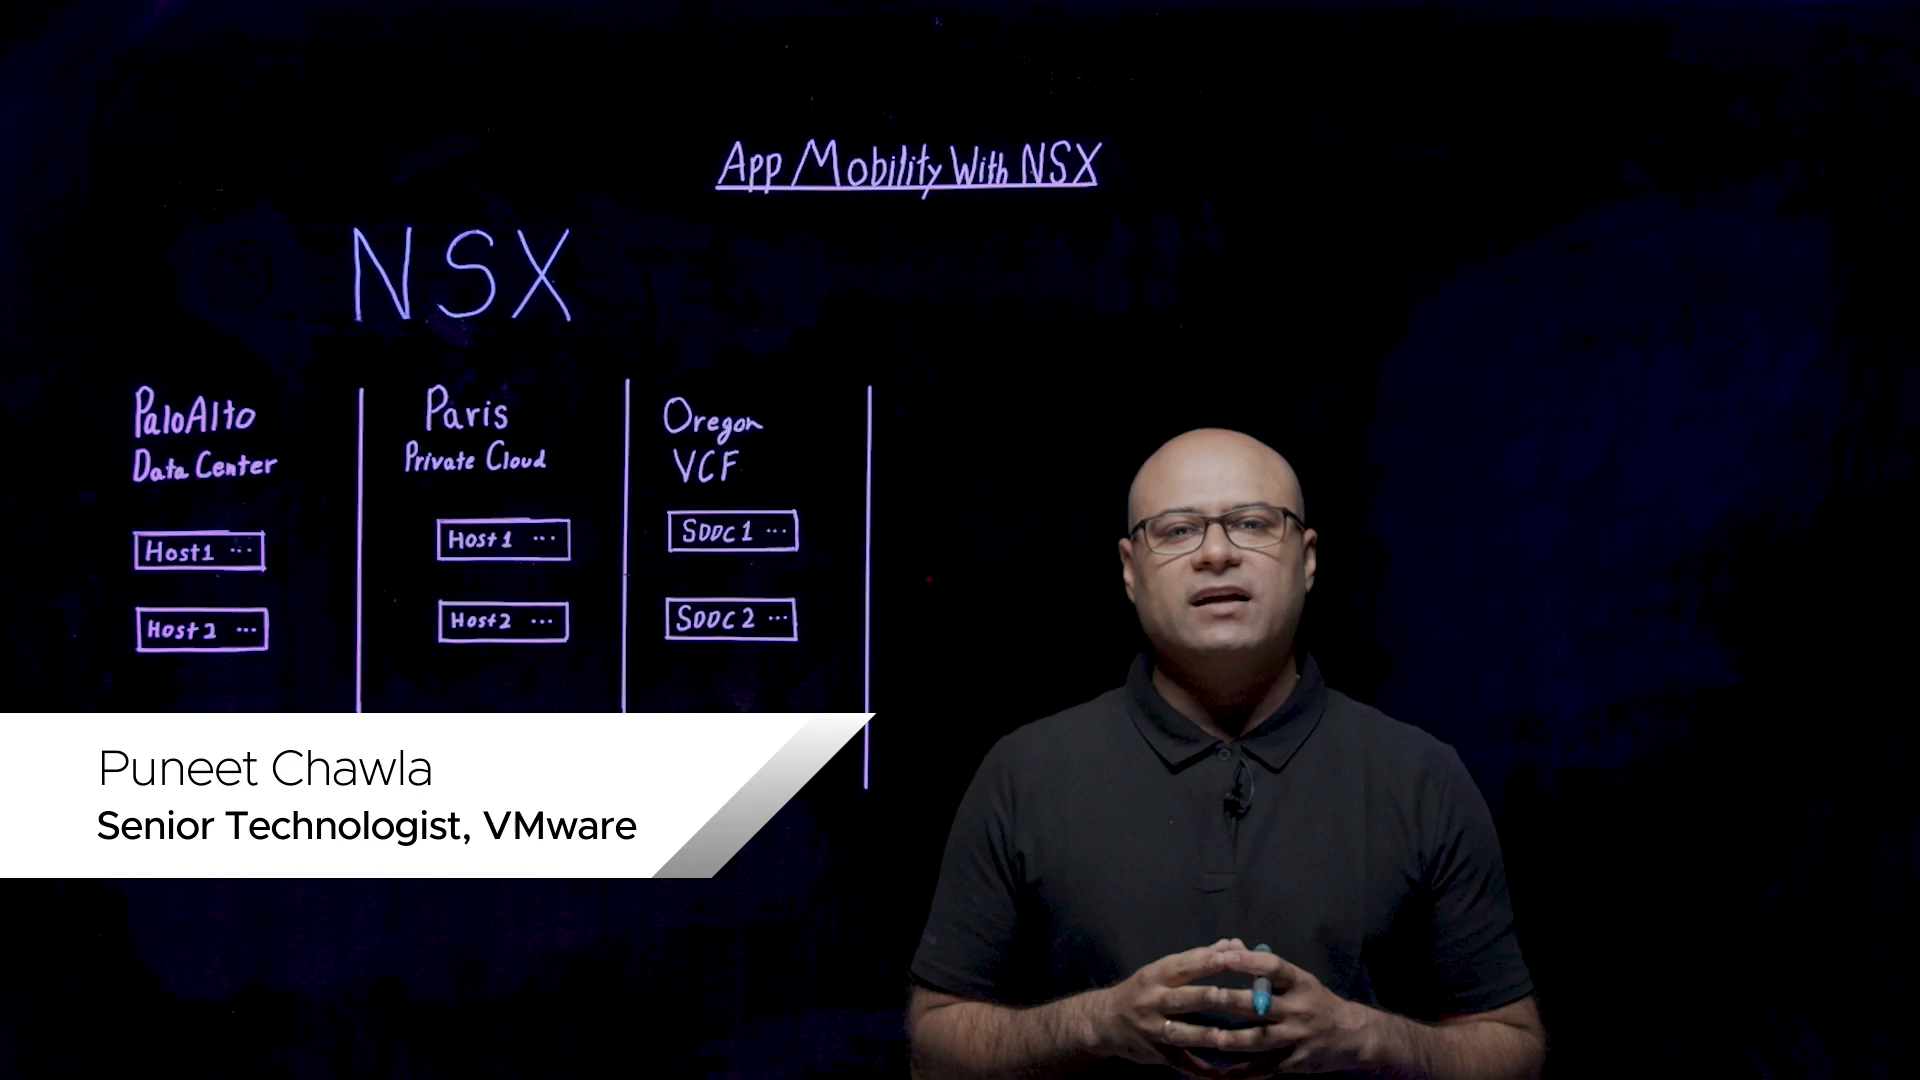 App Mobility With NSX
NSX
PaloAlto
Data Center
Host1 ...
Host2 ...
Paris
Private Cloud
Host1 ...
Host2 ...
Oregon
VCF
SDDC1 ...
SDDC2 ...
Puneet Chawla
Senior Technologist, VMware